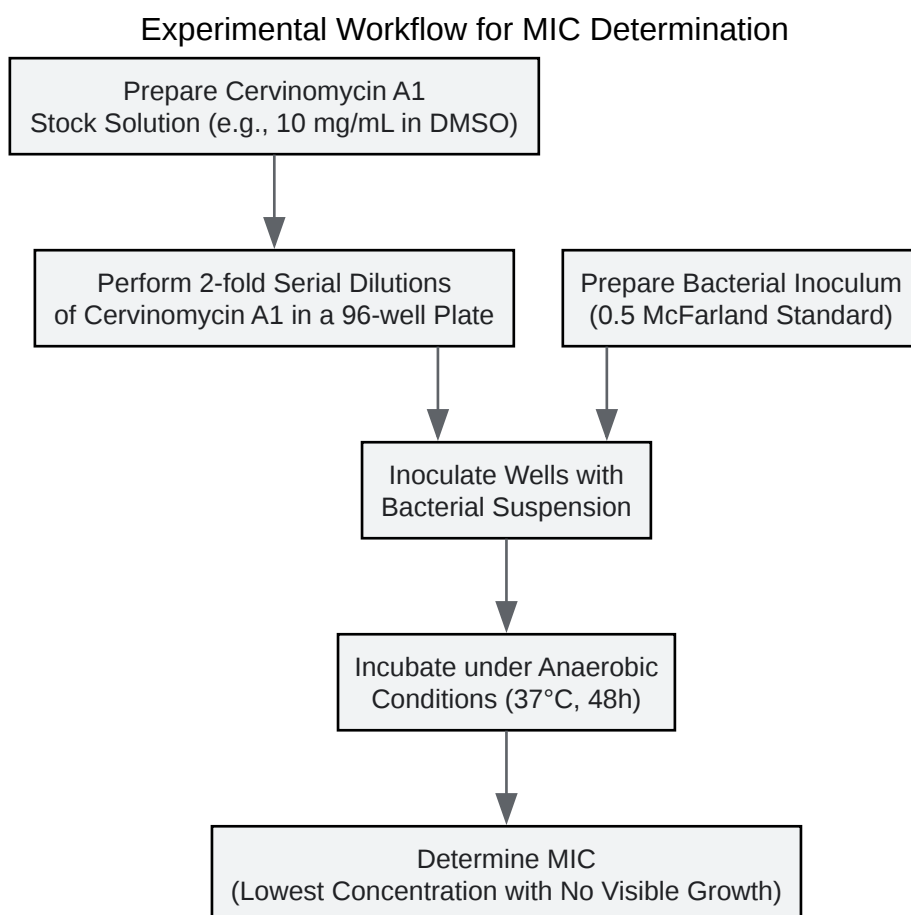 Experimental Workflow for MIC Determination
Prepare Cervinomycin A1
Stock Solution (e.g., 10 mg/mL in DMSO)
Perform 2-fold Serial Dilutions
of Cervinomycin A1 in a 96-well Plate
Prepare Bacterial Inoculum
(0.5 McFarland Standard)
Inoculate Wells with
Bacterial Suspension
Incubate under Anaerobic
Conditions (37°C, 48h)
Determine MIC
(Lowest Concentration with No Visible Growth)